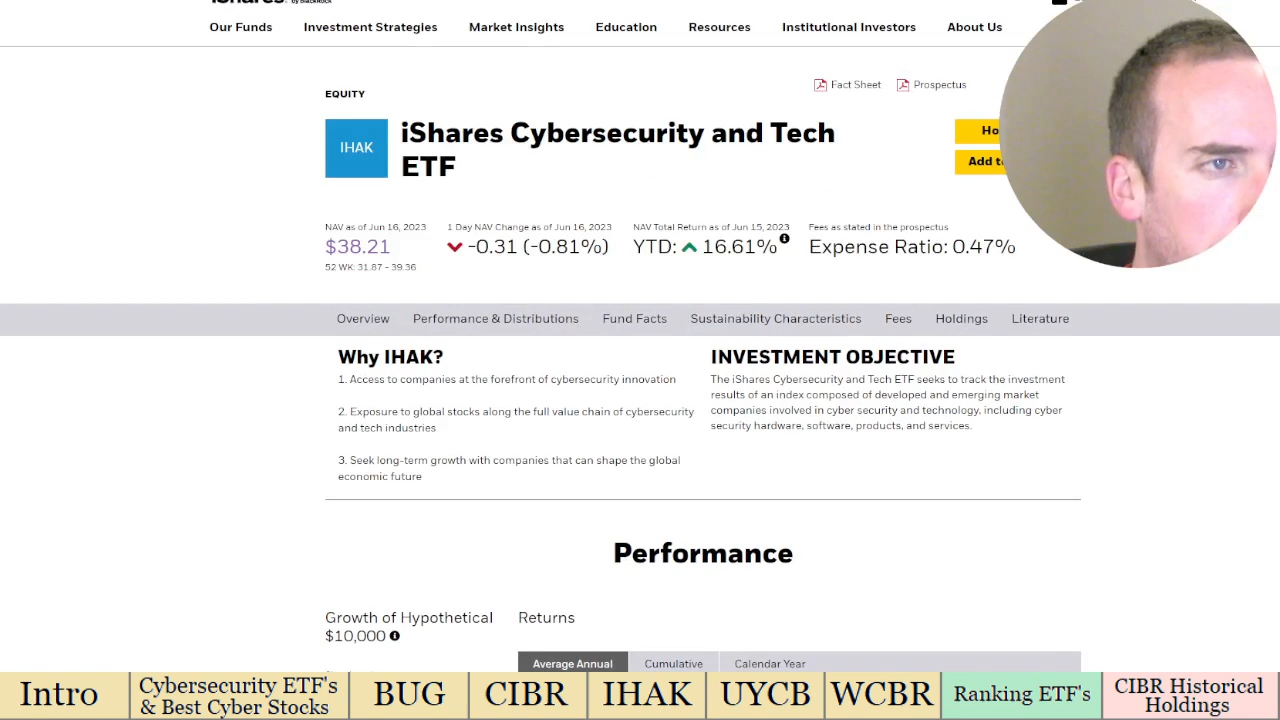 iShares by BlackRock
Our Funds Investment Strategies Market Insights Education Resources Institutional Investors About Us
Fact Sheet Prospectus
EQUITY
IHAK
iShares Cybersecurity and Tech
ETF
Ho
Add to
NAV as of Jun 16, 2023 1 Day NAV Change as of Jun 16, 2023 NAV Total Return as of Jun 15, 2023 Fees as stated in the prospectus
$38.21 -0.31 (-0.81%) YTD: 16.61% Expense Ratio: 0.47%
52 WK: 31.87 - 39.36
Overview Performance & Distributions Fund Facts Sustainability Characteristics Fees Holdings Literature
Why IHAK?
1. Access to companies at the forefront of cybersecurity innovation
2. Exposure to global stocks along the full value chain of cybersecurity
and tech industries
3. Seek long-term growth with companies that can shape the global
economic future
INVESTMENT OBJECTIVE
The iShares Cybersecurity and Tech ETF seeks to track the investment
results of an index composed of developed and emerging market
companies involved in cyber security and technology, including cyber
security hardware, software, products, and services.
Performance
Growth of Hypothetical
$10,000
Returns
Average Annual Cumulative Calendar Year
Intro
Cybersecurity ETF's
& Best Cyber Stocks
BUG
CIBR
IHAK
UYCB
WCBR
Ranking ETF's
CIBR Historical
Holdings